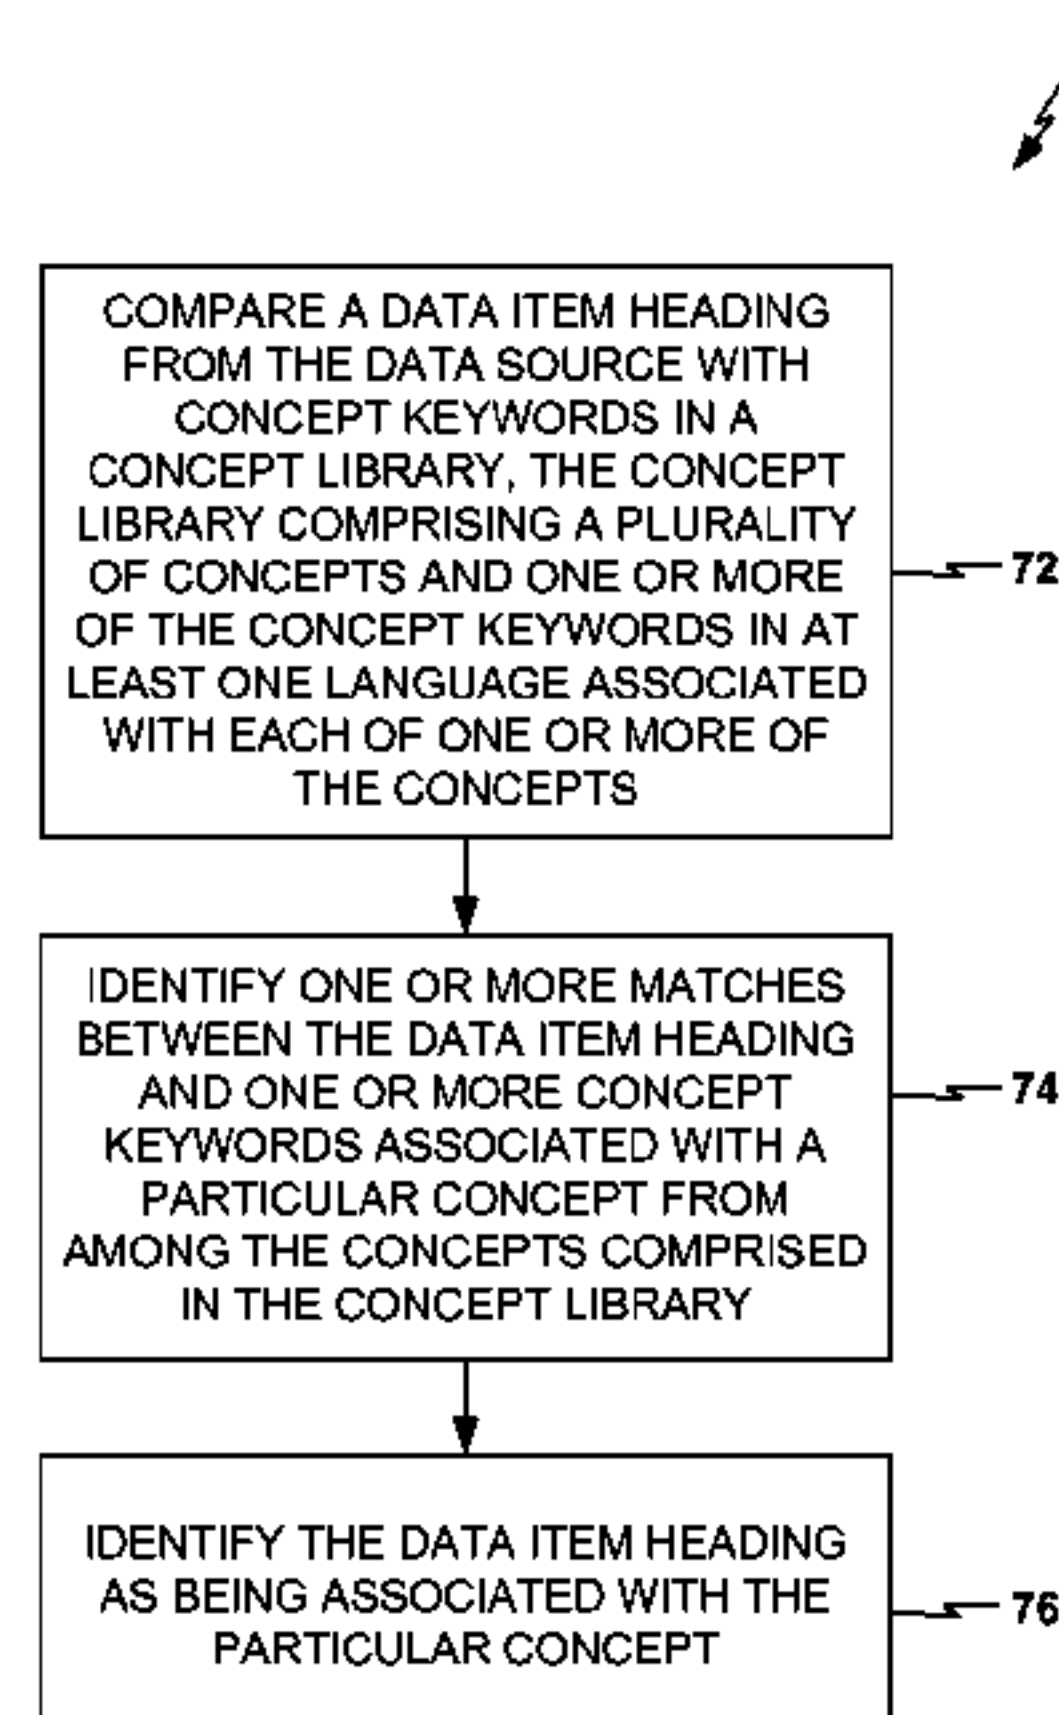 COMPARE A DATA ITEM HEADING
FROM THE DATA SOURCE WITH
CONCEPT KEYWORDS IN A
CONCEPT LIBRARY, THE CONCEPT
LIBRARY COMPRISING A PLURALITY
OF CONCEPTS AND ONE OR MORE
OF THE CONCEPT KEYWORDS IN AT
LEAST ONE LANGUAGE ASSOCIATED
WITH EACH OF ONE OR MORE OF
THE CONCEPTS
72
IDENTIFY ONE OR MORE MATCHES
BETWEEN THE DATA ITEM HEADING
AND ONE OR MORE CONCEPT
KEYWORDS ASSOCIATED WITH A
PARTICULAR CONCEPT FROM
AMONG THE CONCEPTS COMPRISED
IN THE CONCEPT LIBRARY
74
IDENTIFY THE DATA ITEM HEADING
AS BEING ASSOCIATED WITH THE
PARTICULAR CONCEPT
76